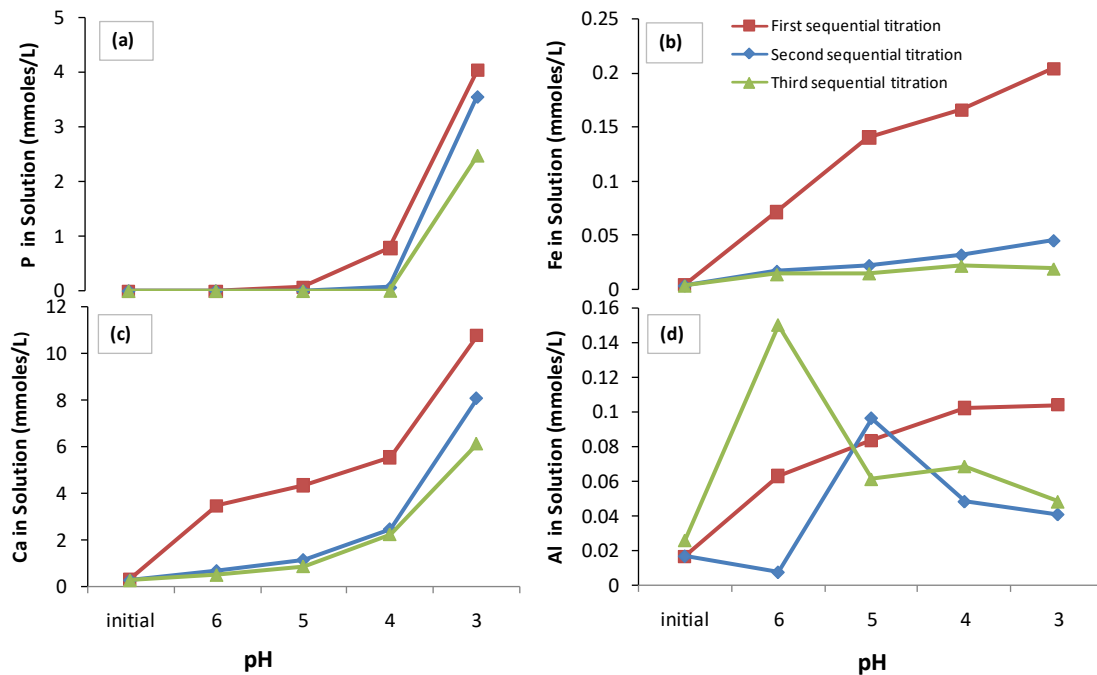 P in Solution (mmoles/L)
5
4
3
2
1
0
(a)
Fe in Solution (mmoles/L)
0.25
0.2
0.15
0.1
0.05
0
(b)
First sequential titration
Second sequential titration
Third sequential titration
Ca in Solution (mmoles/L)
12
10
8
6
4
2
0
(c)
initial 6 5 4 3
pH
Al in Solution (mmoles/L)
0.16
0.14
0.12
0.1
0.08
0.06
0.04
0.02
0
(d)
initial 6 5 4 3
pH